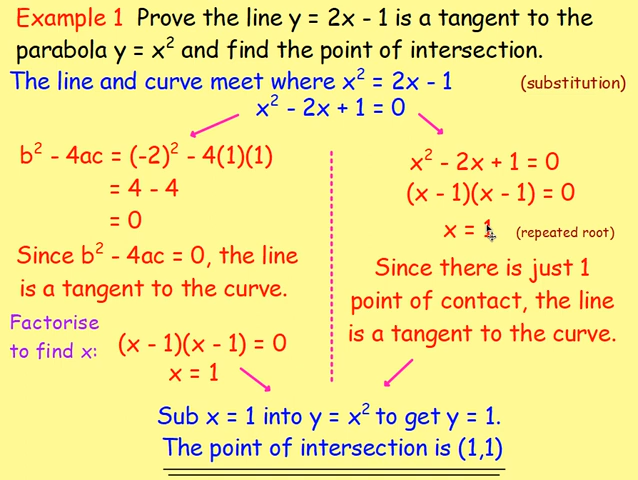 Example 1 Prove the line y = 2x - 1 is a tangent to the
parabola y = x² and find the point of intersection.
The line and curve meet where x² = 2x - 1 (substitution)
x² - 2x + 1 = 0
b² - 4ac = (-2)² - 4(1)(1)
= 4 - 4
= 0
Since b² - 4ac = 0, the line
is a tangent to the curve.
Factorise
to find x:
(x - 1)(x - 1) = 0
x = 1
x² - 2x + 1 = 0
(x - 1)(x - 1) = 0
x = 1 (repeated root)
Since there is just 1
point of contact, the line
is a tangent to the curve.
Sub x = 1 into y = x² to get y = 1.
The point of intersection is (1,1)